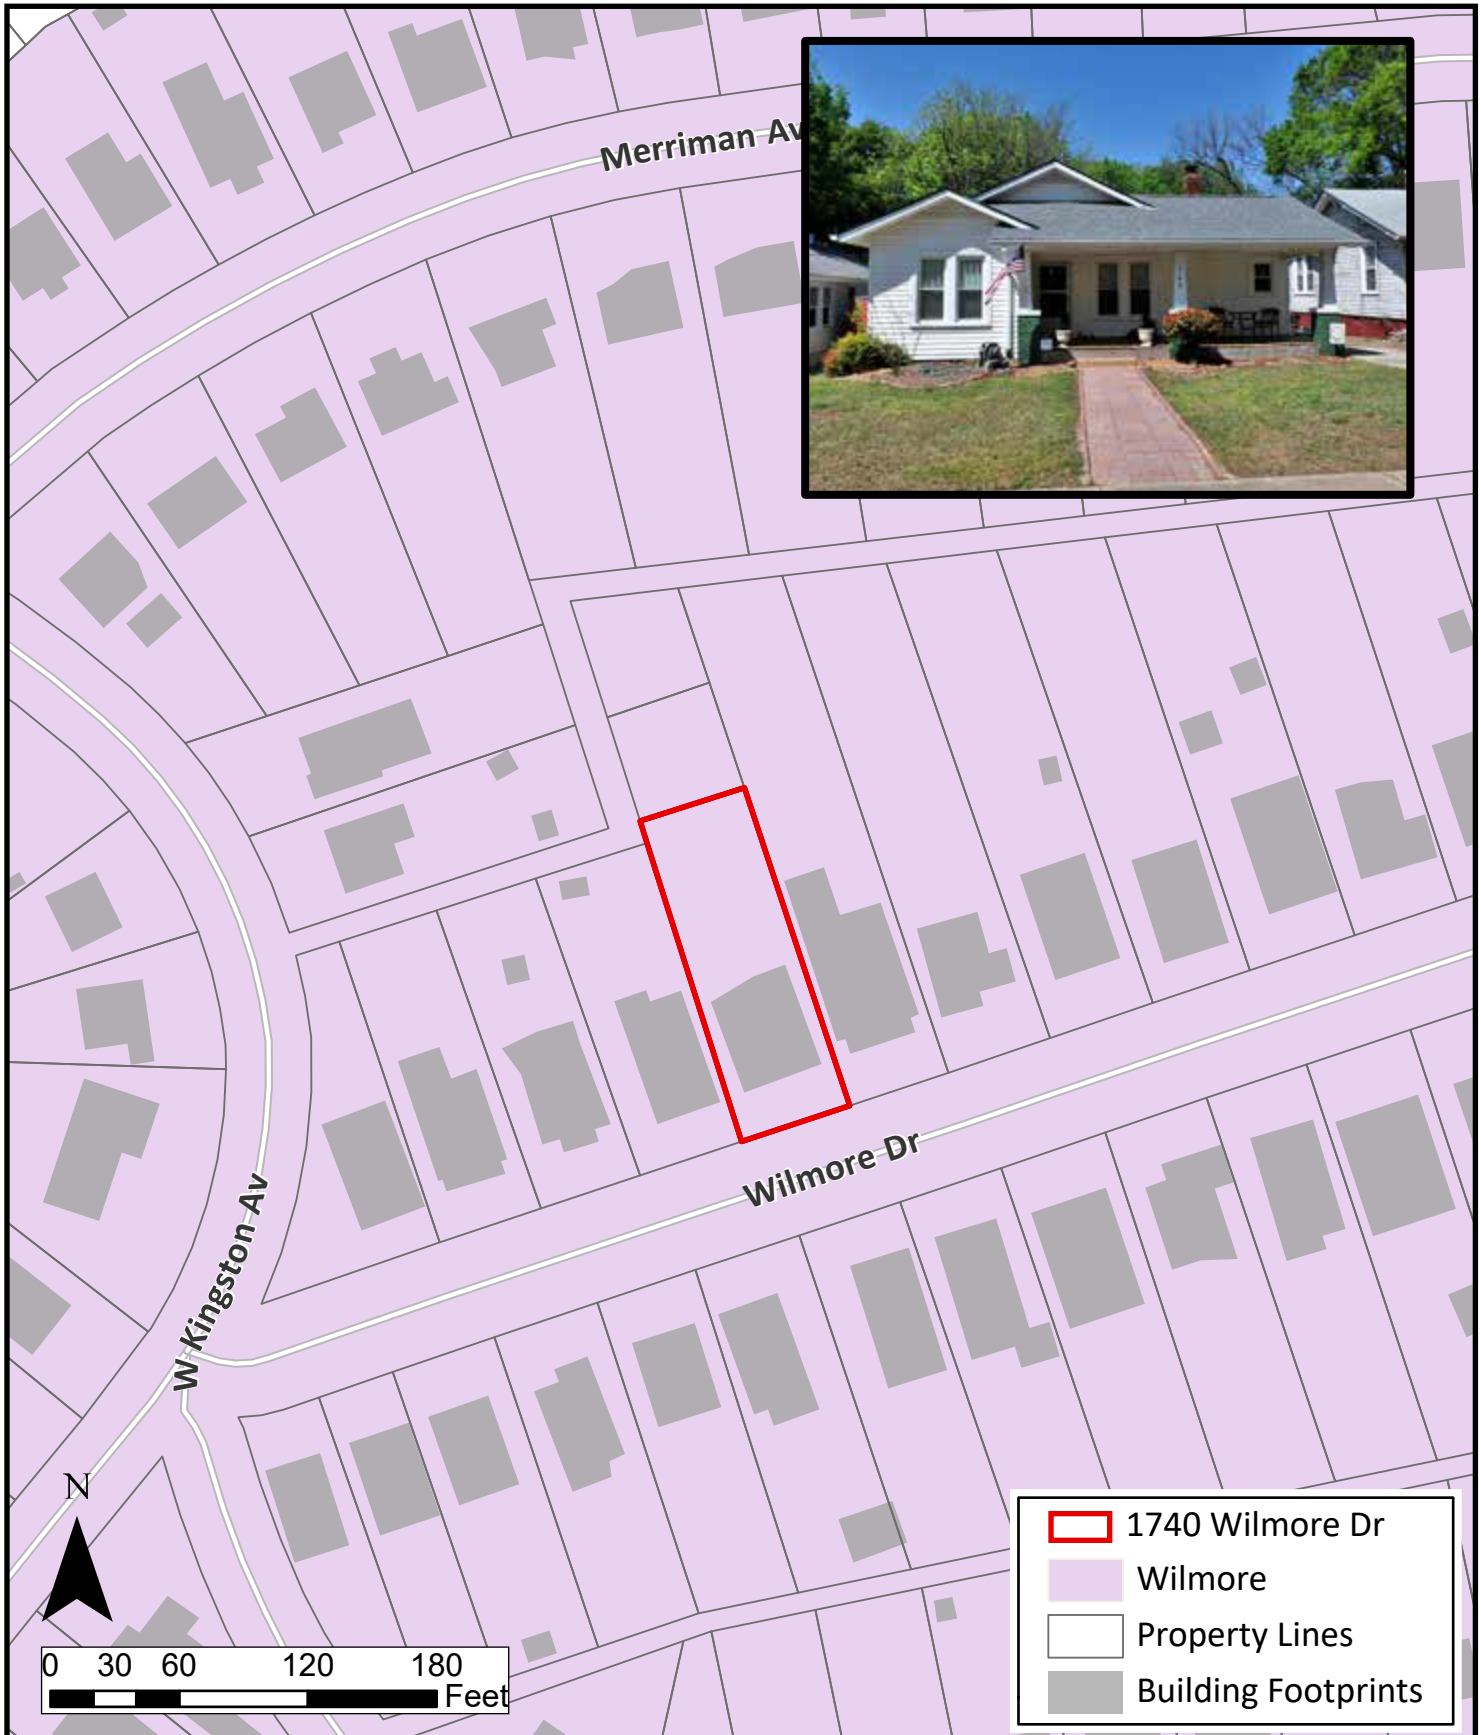 Merriman Av
W Kingston Av
Wilmore Dr
N
0 30 60 120 180
Feet
1740 Wilmore Dr
Wilmore
Property Lines
Building Footprints